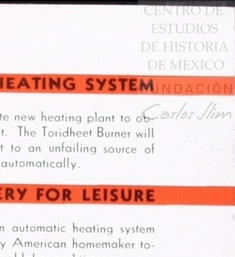 CENTRO DE
ESTUDIOS
DE HISTORIA
DE MEXICO
FUNDACIÓN
Carlos Slim
HEATING SYSTEM
te new heating plant to ob-
t. The Toridheet Burner will
t to an unfailing source of
automatically.
ERY FOR LEISURE
n automatic heating system
y American homemaker to-